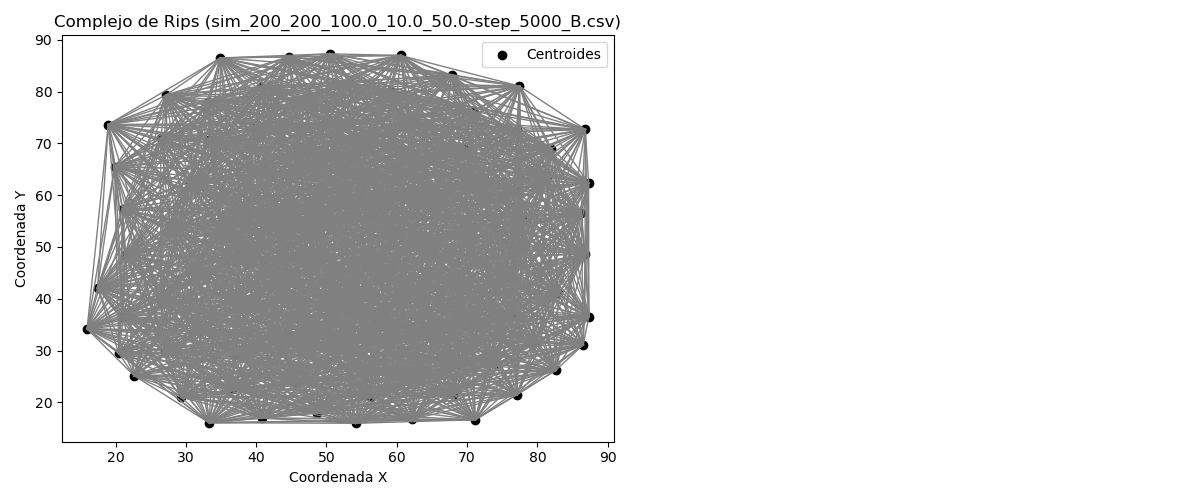 Complejo de Rips (sim_200_200_100.0_10.0_50.0-step_5000_B.csv)
Centroides
90
80
70
60
50
40
30
20
Coordenada Y
20 30 40 50 60 70 80 90
Coordenada X